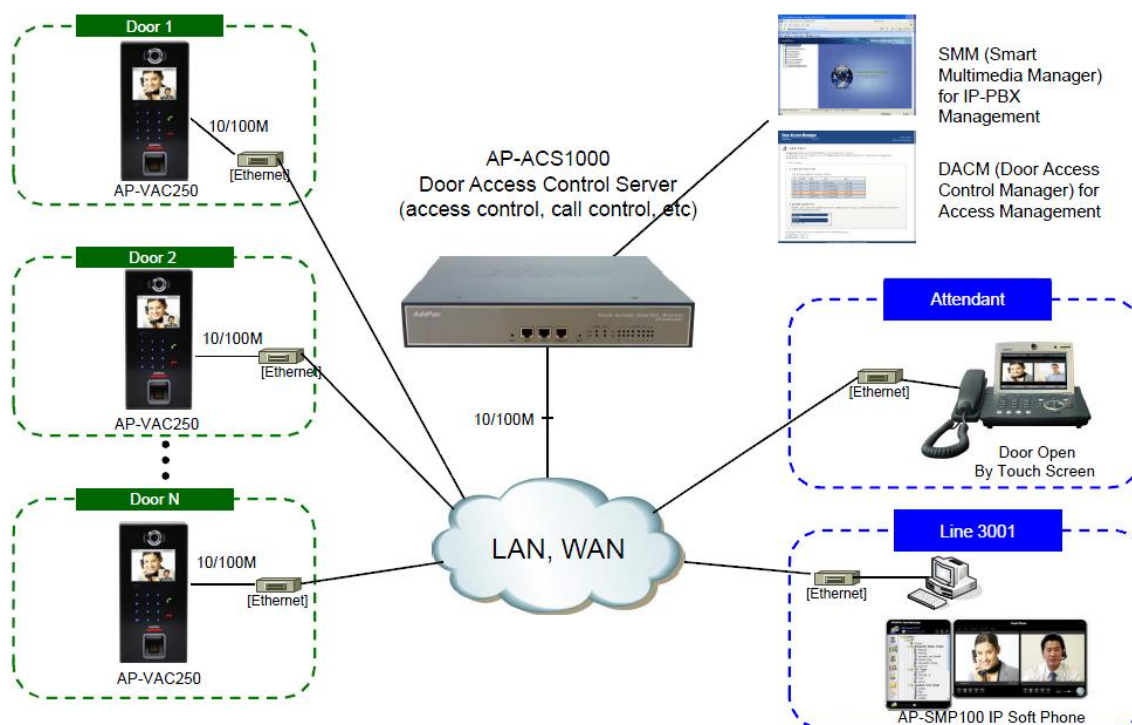 Door 1
10/100M
[Ethernet]
AP-VAC250
Door 2
10/100M
[Ethernet]
AP-VAC250
Door N
10/100M
[Ethernet]
AP-VAC250
AP-ACS1000
Door Access Control Server
(access control, call control, etc)
AddPac
10/100M
LAN, WAN
SMM (Smart
Multimedia Manager)
for IP-PBX
Management
DACM (Door Access
Control Manager) for
Access Management
Attendant
[Ethernet]
Door Open
By Touch Screen
Line 3001
[Ethernet]
AP-SMP100 IP Soft Phone